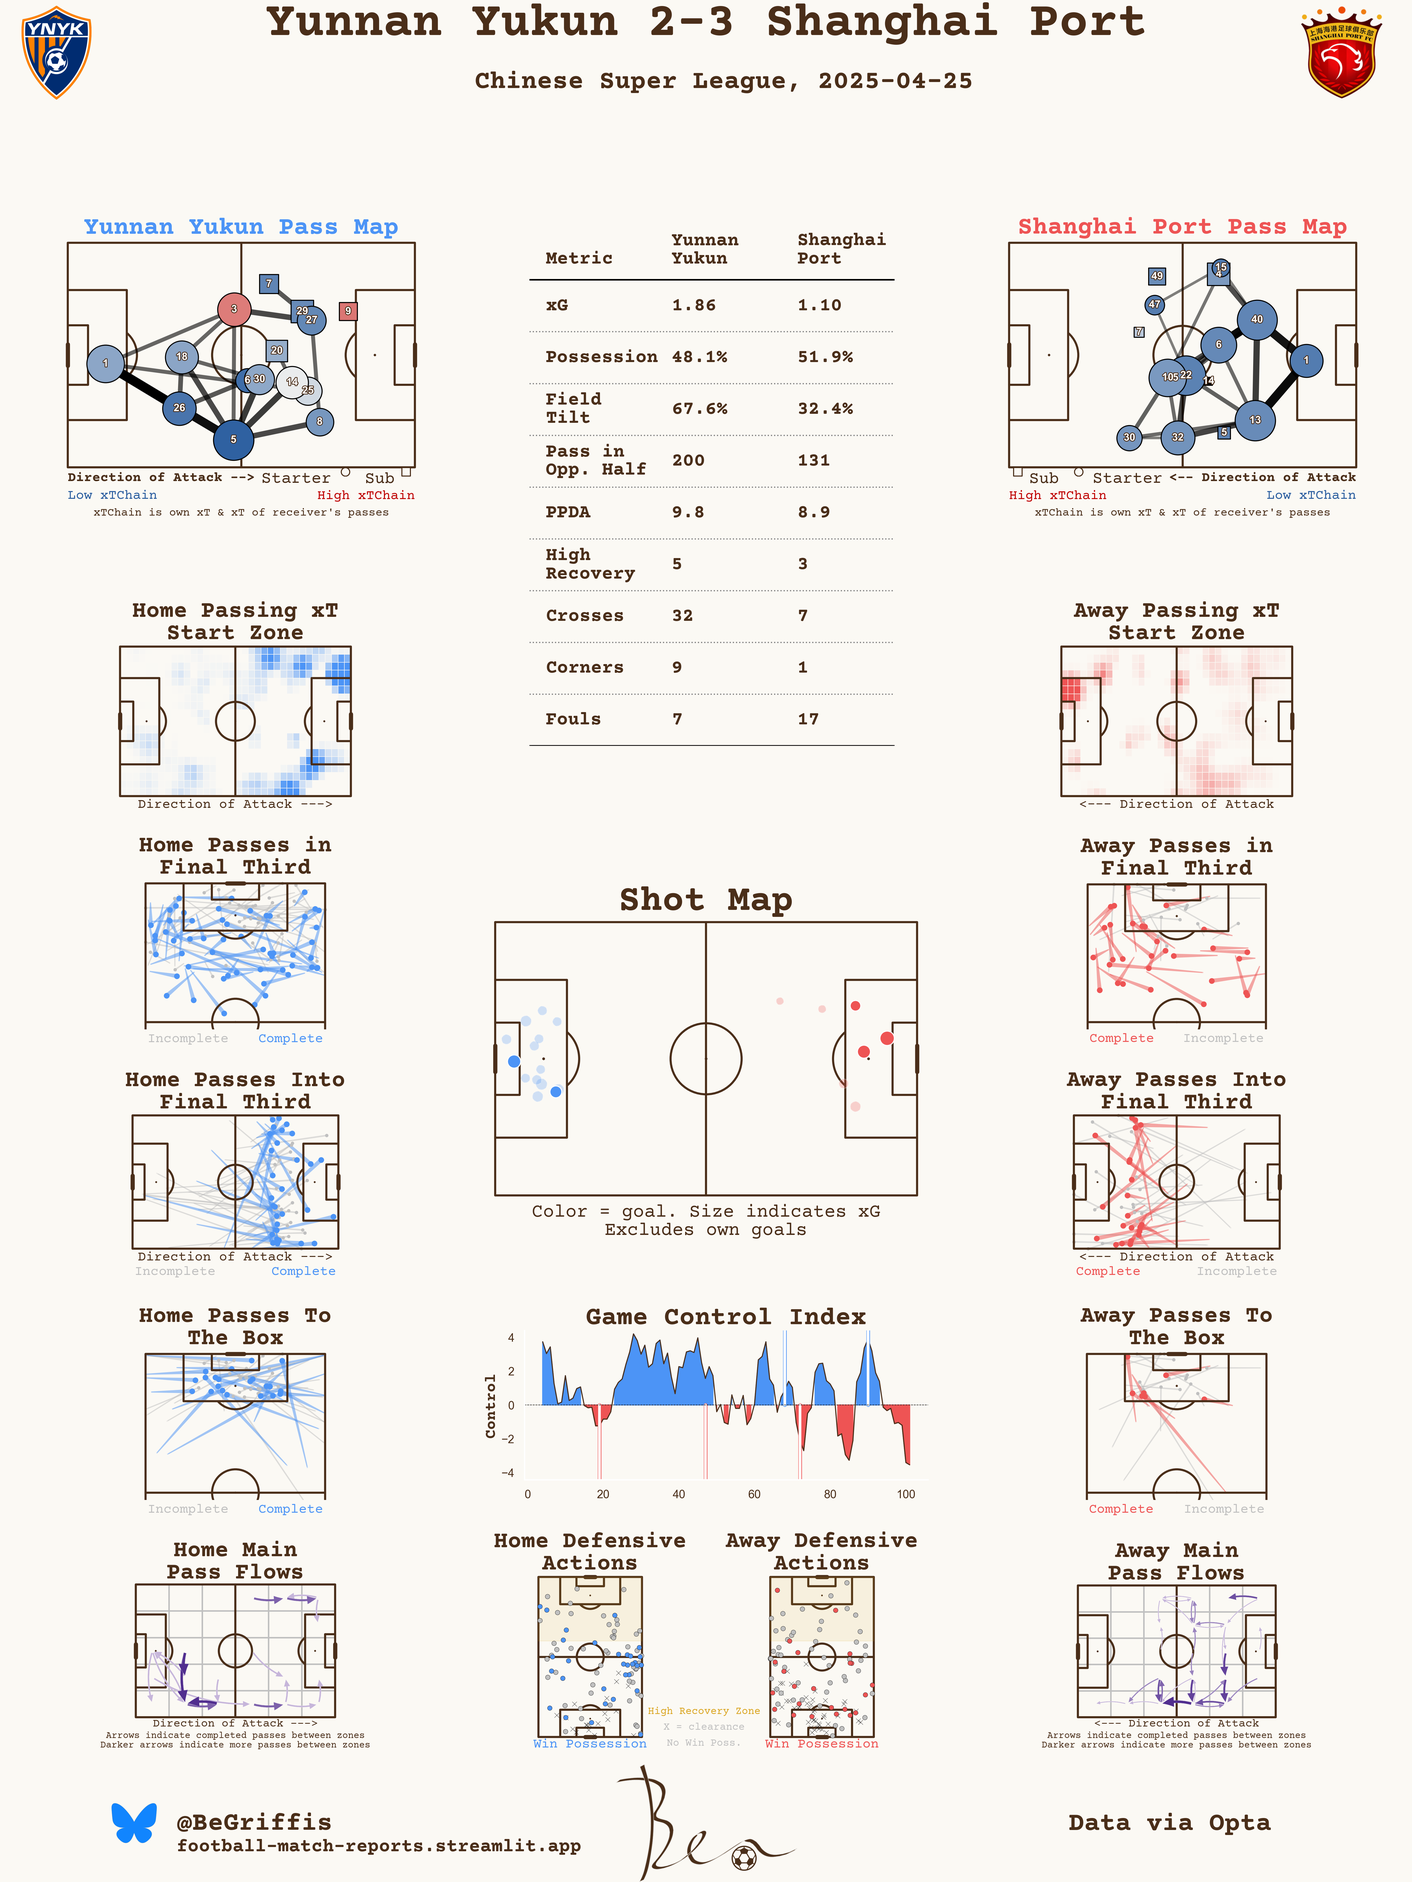 Yunnan Yukun 2-3 Shanghai Port
Chinese Super League, 2025-04-25
YNYK
上海海港足球俱乐部
SHANGHAI PORT FC
Yunnan Yukun Pass Map
7
3
29
27
9
1
18
20
6
30
14
25
26
8
5
Direction of Attack --> Starter Sub
Low xTChain High xTChain
xTChain is own xT & xT of receiver's passes
Metric Yunnan Yukun Shanghai Port
xG 1.86 1.10
Possession 48.1% 51.9%
Field Tilt 67.6% 32.4%
Pass in Opp. Half 200 131
PPDA 9.8 8.9
High Recovery 5 3
Crosses 32 7
Corners 9 1
Fouls 7 17
Shanghai Port Pass Map
49
15
4
47
7
40
6
1
10
5
22
14
13
30
32
5
Sub Starter <-- Direction of Attack
High xTChain Low xTChain
xTChain is own xT & xT of receiver's passes
Home Passing xT
Start Zone
Direction of Attack --->
Away Passing xT
Start Zone
<--- Direction of Attack
Home Passes in
Final Third
Incomplete Complete
Away Passes in
Final Third
Complete Incomplete
Shot Map
Color = goal. Size indicates xG
Excludes own goals
Home Passes Into
Final Third
Direction of Attack --->
Incomplete Complete
Away Passes Into
Final Third
<--- Direction of Attack
Complete Incomplete
Home Passes To
The Box
Incomplete Complete
Game Control Index
Control
4
2
0
−2
−4
0 20 40 60 80 100
Away Passes To
The Box
Complete Incomplete
Home Main
Pass Flows
Direction of Attack --->
Arrows indicate completed passes between zones
Darker arrows indicate more passes between zones
Home Defensive
Actions
Win Possession
High Recovery Zone
X = clearance
No Win Poss.
Away Defensive
Actions
Win Possession
Away Main
Pass Flows
<--- Direction of Attack
Arrows indicate completed passes between zones
Darker arrows indicate more passes between zones
@BeGriffis
football-match-reports.streamlit.app
Ben
Data via Opta